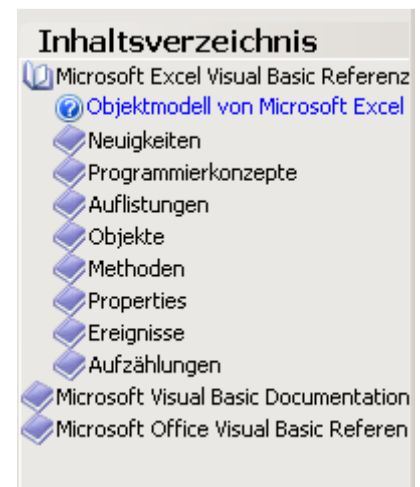 Inhaltsverzeichnis
Microsoft Excel Visual Basic Referenz
Objektmodell von Microsoft Excel
Neuigkeiten
Programmierkonzepte
Auflistungen
Objekte
Methoden
Properties
Ereignisse
Aufzählungen
Microsoft Visual Basic Documentation
Microsoft Office Visual Basic Referen